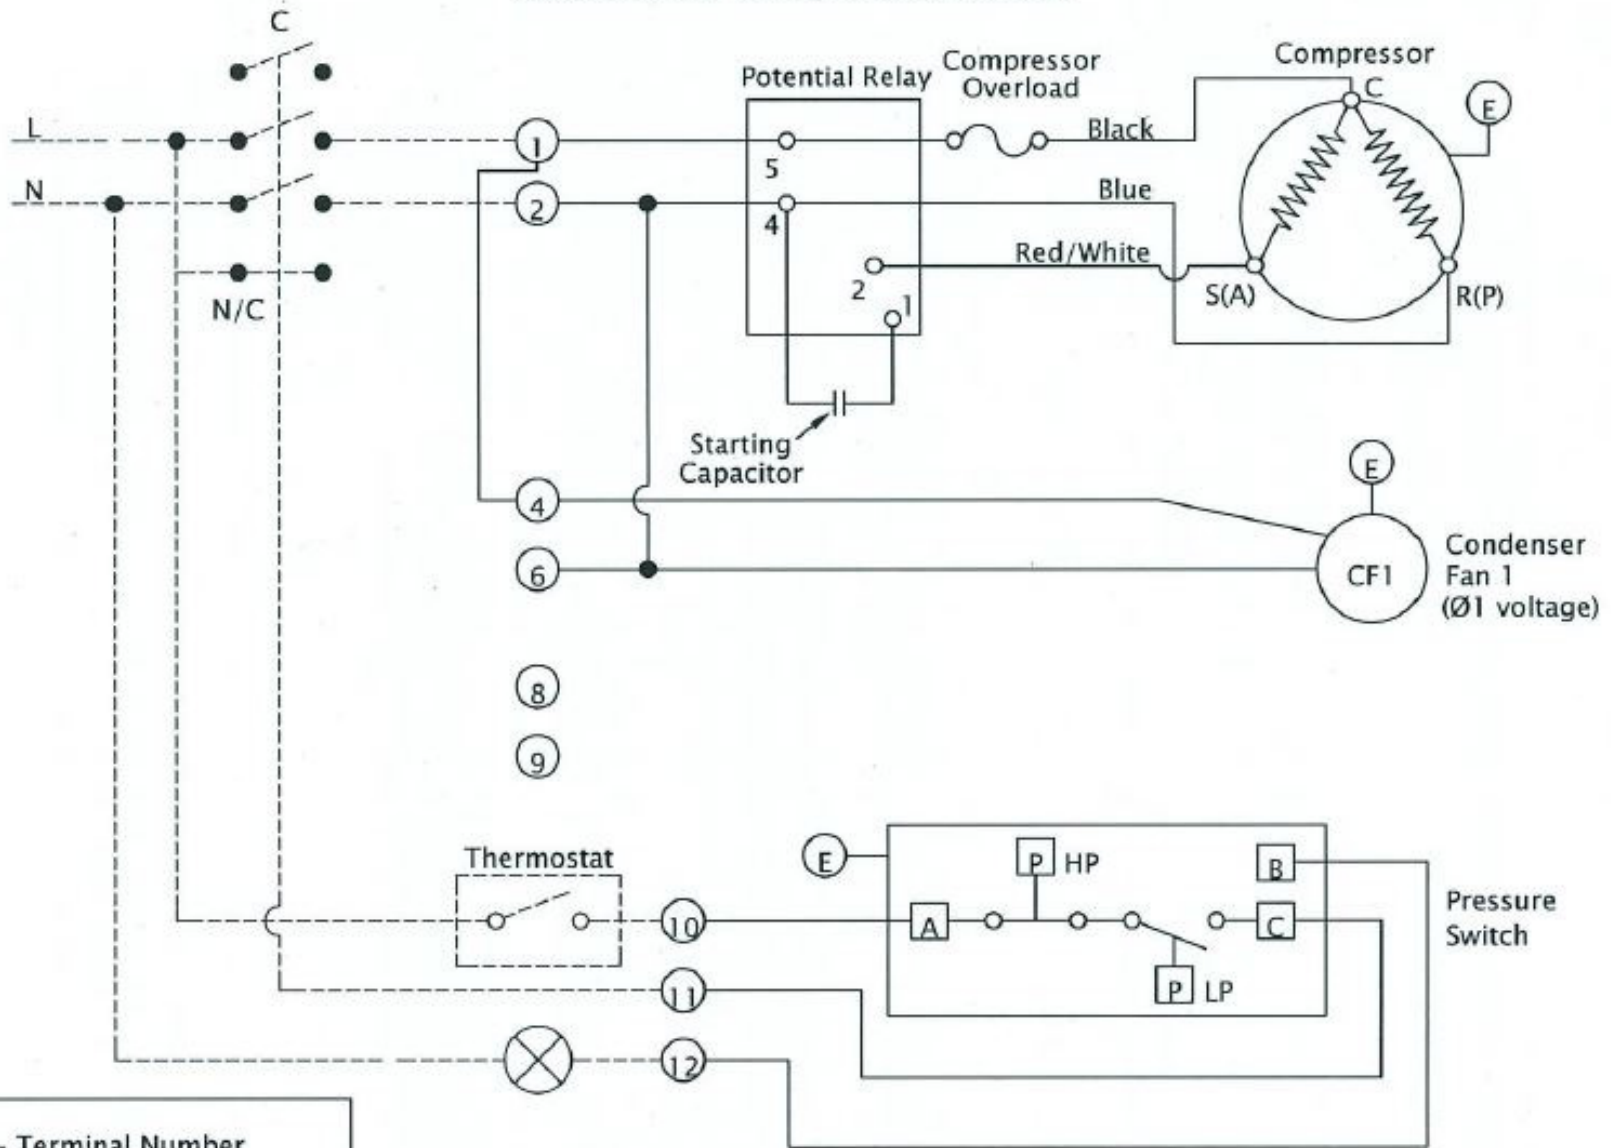 C
Potential Relay
Compressor
Overload
Compressor
C
E
L
1
5
Black
N
2
4
Blue
Red/White
2
1
S(A)
R(P)
N/C
Starting
Capacitor
E
4
6
CF1
Condenser
Fan 1
(Ø1 voltage)
8
9
Thermostat
E
P HP
B
10
A
C
Pressure
Switch
11
P LP
12
- Terminal Number